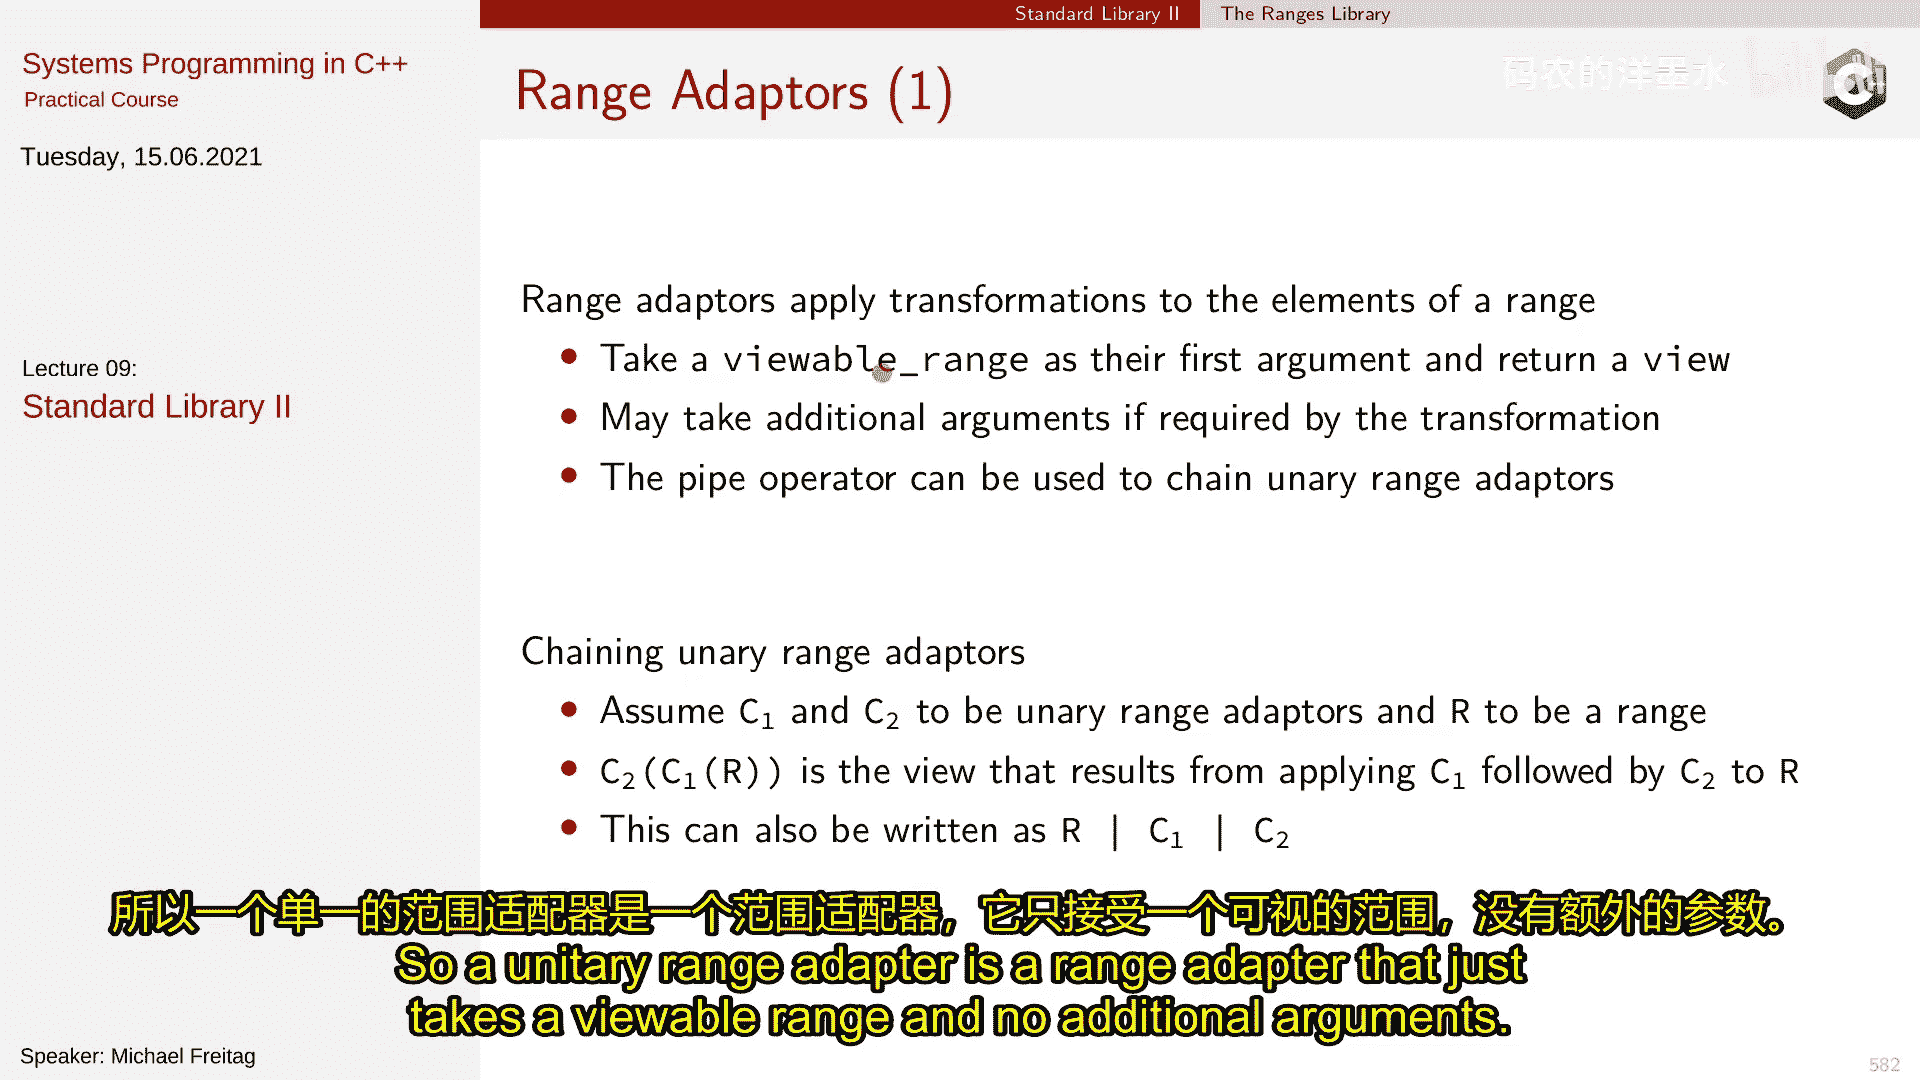 Standard Library II
The Ranges Library
Systems Programming in C++
Practical Course
Tuesday, 15.06.2021
Lecture 09:
Standard Library II
Range Adaptors (1)
码农的洋墨水
Range adaptors apply transformations to the elements of a range
• Take a viewable_range as their first argument and return a view
• May take additional arguments if required by the transformation
• The pipe operator can be used to chain unary range adaptors
Chaining unary range adaptors
• Assume C₁ and C₂ to be unary range adaptors and R to be a range
• C₂(C₁(R)) is the view that results from applying C₁ followed by C₂ to R
• This can also be written as R | C₁ | C₂
所以一个单一的范围适配器是一个范围适配器，它只接受一个可视的范围，没有额外的参数。
So a unitary range adapter is a range adapter that just
takes a viewable range and no additional arguments.
Speaker: Michael Freitag
582